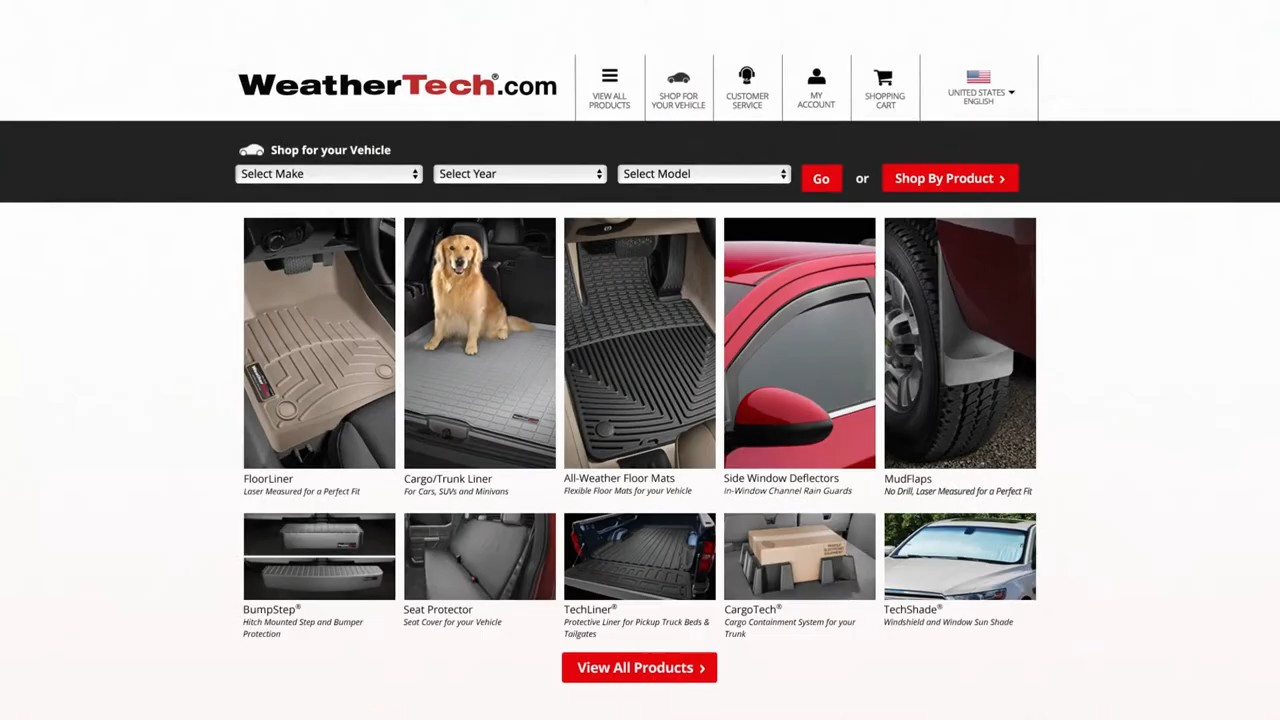 WeatherTech®.com
VIEW ALL
PRODUCTS
SHOP FOR
YOUR VEHICLE
CUSTOMER
SERVICE
MY
ACCOUNT
SHOPPING
CART
UNITED STATES
ENGLISH
Shop for your Vehicle
Select Make
Select Year
Select Model
Go
or
Shop By Product ›
FloorLiner
Laser Measured for a Perfect Fit
Cargo/Trunk Liner
For Cars, SUVs and Minivans
All-Weather Floor Mats
Flexible Floor Mats for your Vehicle
Side Window Deflectors
In-Window Channel Rain Guards
MudFlaps
No Drill, Laser Measured for a Perfect Fit
BumpStep®
Hitch Mounted Step and Bumper
Protection
Seat Protector
Seat Cover for your Vehicle
TechLiner®
Protective Liner for Pickup Truck Beds &
Tailgates
CargoTech®
Cargo Containment System for your
Trunk
TechShade®
Windshield and Window Sun Shade
View All Products ›